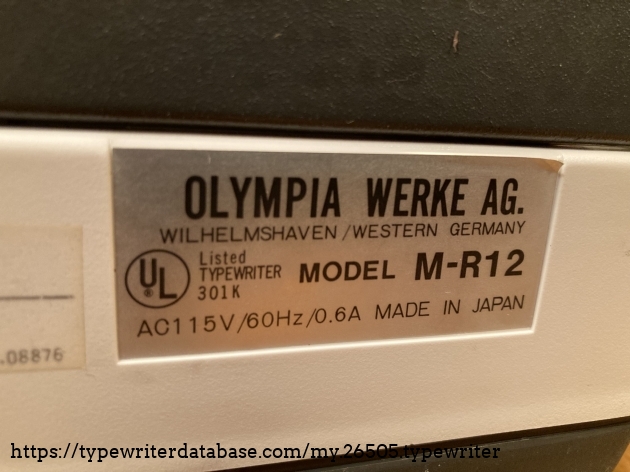 OLYMPIA WERKE AG.
WILHELMSHAVEN/WESTERN GERMANY
UL
®
Listed
TYPEWRITER
301K
MODEL M-R12
AC115V/60Hz/0.6A MADE IN JAPAN
.08876
https://typewriterdatabase.com/my.26505.typewriter